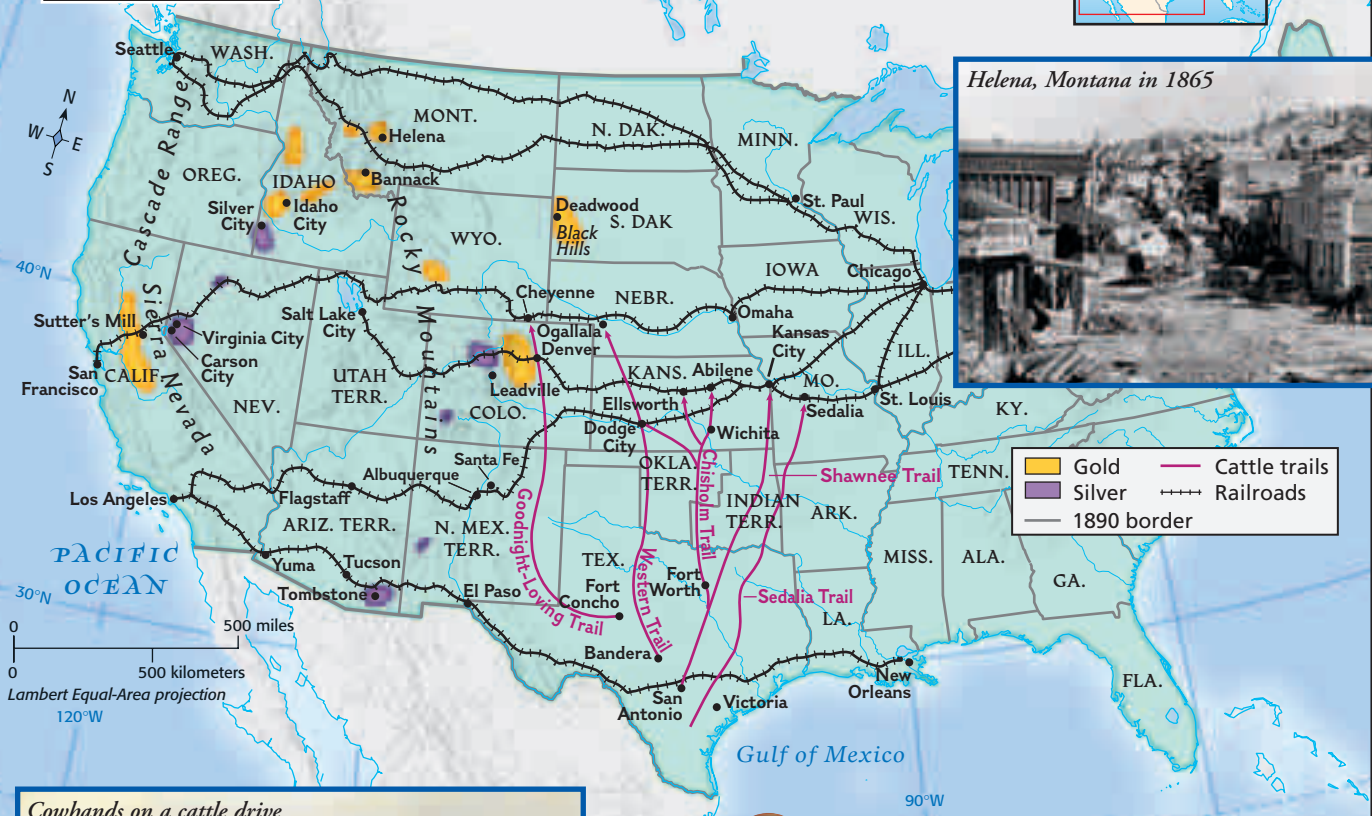 Helena, Montana in 1865
Seattle
WASH.
N
W
E
S
Cascade Range
OREG.
MONT.
Helena
Bannack
N. DAK.
MINN.
St. Paul
WIS.
IDAHO
Idaho
City
Silver
City
Rocky
Mountains
WYO.
Deadwood
Black
Hills
S. DAK
IOWA
Chicago
40°N
Sierra Nevada
Sutter's Mill
Virginia City
Carson
City
San
Francisco
CALIF.
NEV.
Salt Lake
City
UTAH
TERR.
Cheyenne
Ogallala
Denver
Leadville
COLO.
NEBR.
Omaha
Kansas
City
KANS.
Abilene
Ellsworth
Dodge
City
Wichita
MO.
Sedalia
ILL.
St. Louis
KY.
TENN.
Los Angeles
Flagstaff
Albuquerque
Santa Fe
ARIZ. TERR.
N. MEX.
TERR.
Yuma
Tucson
Tombstone
El Paso
Goodnight-Loving Trail
OKLA.
TERR.
Chisholm Trail
INDIAN
TERR.
Shawnee Trail
ARK.
MISS.
ALA.
GA.
TEX.
Fort
Concho
Western Trail
Fort
Worth
Sedalia Trail
LA.
Bandera
San
Antonio
Victoria
New
Orleans
FLA.
PACIFIC
OCEAN
30°N
Gulf of Mexico
120°W
90°W
Gold
Silver
1890 border
Cattle trails
Railroads
0
500 miles
0
500 kilometers
Lambert Equal-Area projection
Cowhands on a cattle drive